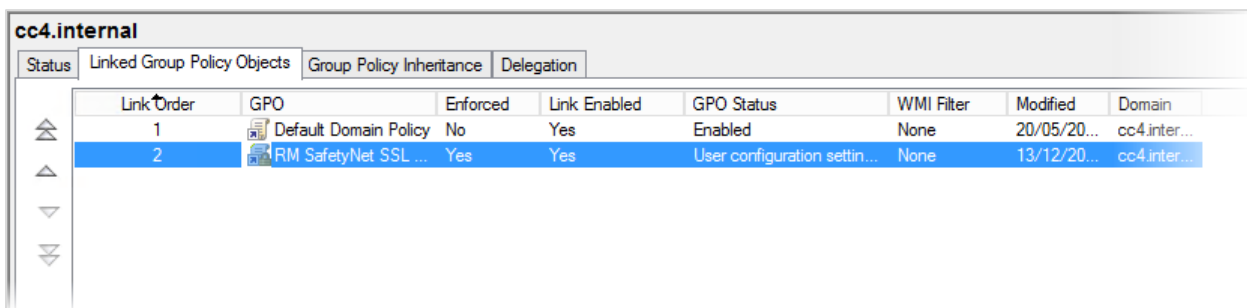 cc4.internal
Status Linked Group Policy Objects Group Policy Inheritance Delegation
Link Order GPO Enforced Link Enabled GPO Status WMI Filter Modified Domain
1 Default Domain Policy No Yes Enabled None 20/05/20... cc4.inter...
2 RM SafetyNet SSL ... Yes Yes User configuration settin... None 13/12/20... cc4.inter...